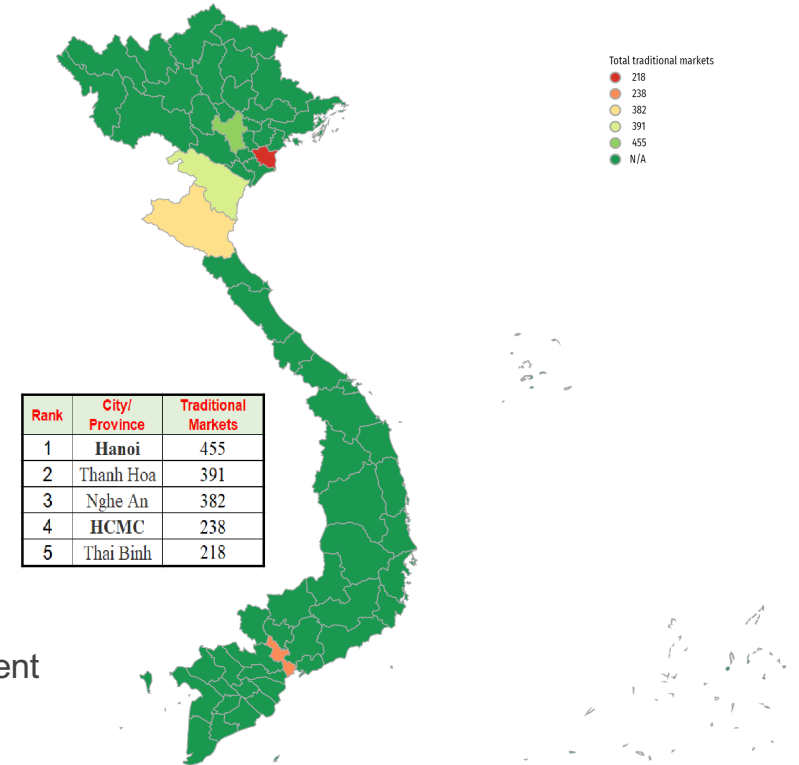 Total traditional markets
218
238
382
391
455
N/A
Rank City/ Province Traditional Markets
1 Hanoi 455
2 Thanh Hoa 391
3 Nghe An 382
4 HCMC 238
5 Thai Binh 218
ent